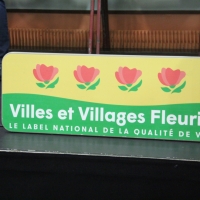 Villes et Villages Fleuri
LE LABEL NATIONAL DE LA QUALITÉ DE V